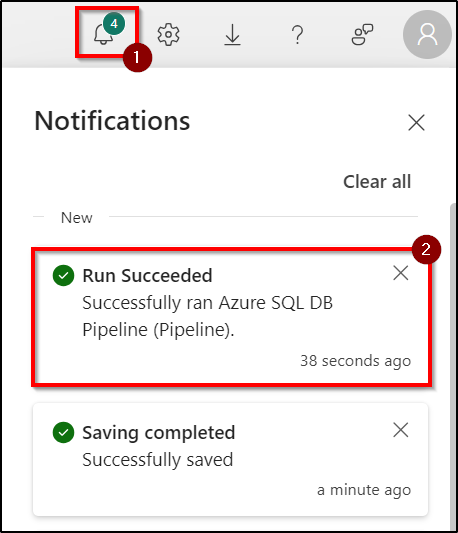 4
1
?
Notifications
Clear all
New
2
Run Succeeded
Successfully ran Azure SQL DB
Pipeline (Pipeline).
38 seconds ago
Saving completed
Successfully saved
a minute ago